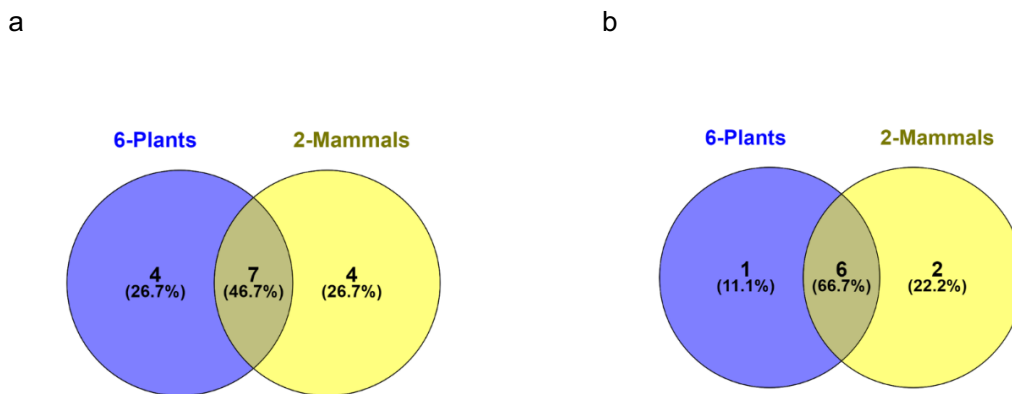 a
6-Plants 2-Mammals
4 7 4
(26.7%) (46.7%) (26.7%)
b
6-Plants 2-Mammals
1 6 2
(11.1%) (66.7%) (22.2%)